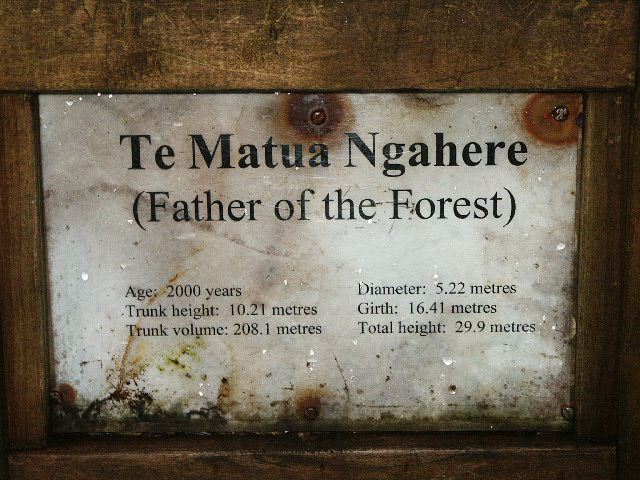 Te Matua Ngahere
(Father of the Forest)
Age: 2000 years
Trunk height: 10.21 metres
Trunk volume: 208.1 metres
Diameter: 5.22 metres
Girth: 16.41 metres
Total height: 29.9 metres